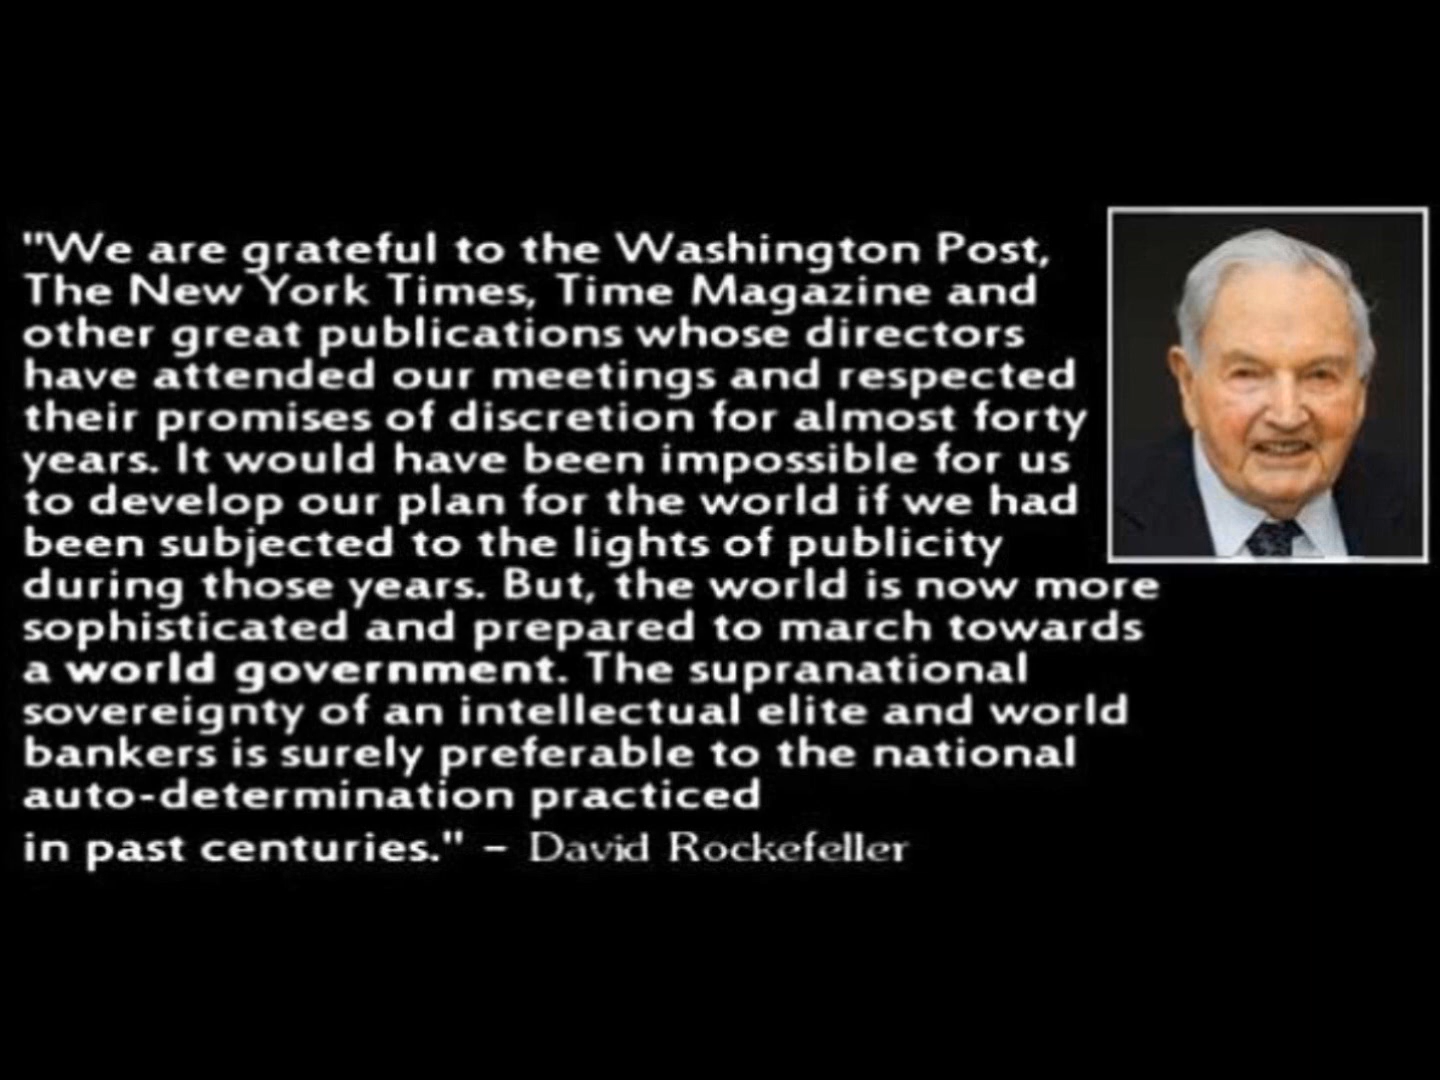 "We are grateful to the Washington Post,
The New York Times, Time Magazine and
other great publications whose directors
have attended our meetings and respected
their promises of discretion for almost forty
years. It would have been impossible for us
to develop our plan for the world if we had
been subjected to the lights of publicity
during those years. But, the world is now more
sophisticated and prepared to march towards
a world government. The supranational
sovereignty of an intellectual elite and world
bankers is surely preferable to the national
auto-determination practiced
in past centuries." – David Rockefeller